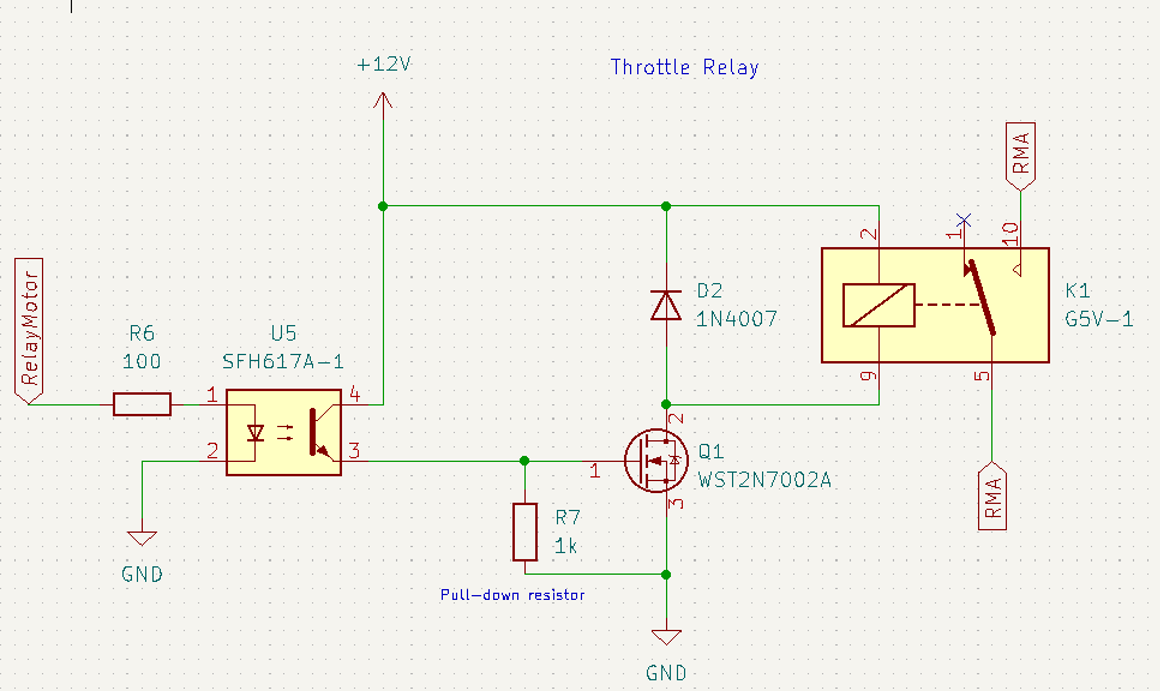 +12V
Throttle Relay
RMA
2
1
10
RelayMotor
D2
1N4007
K1
G5V-1
R6
100
U5
SFH617A-1
9
5
1
4
2
3
2
1
Q1
WST2N7002A
3
RMA
R7
1k
GND
Pull-down resistor
GND